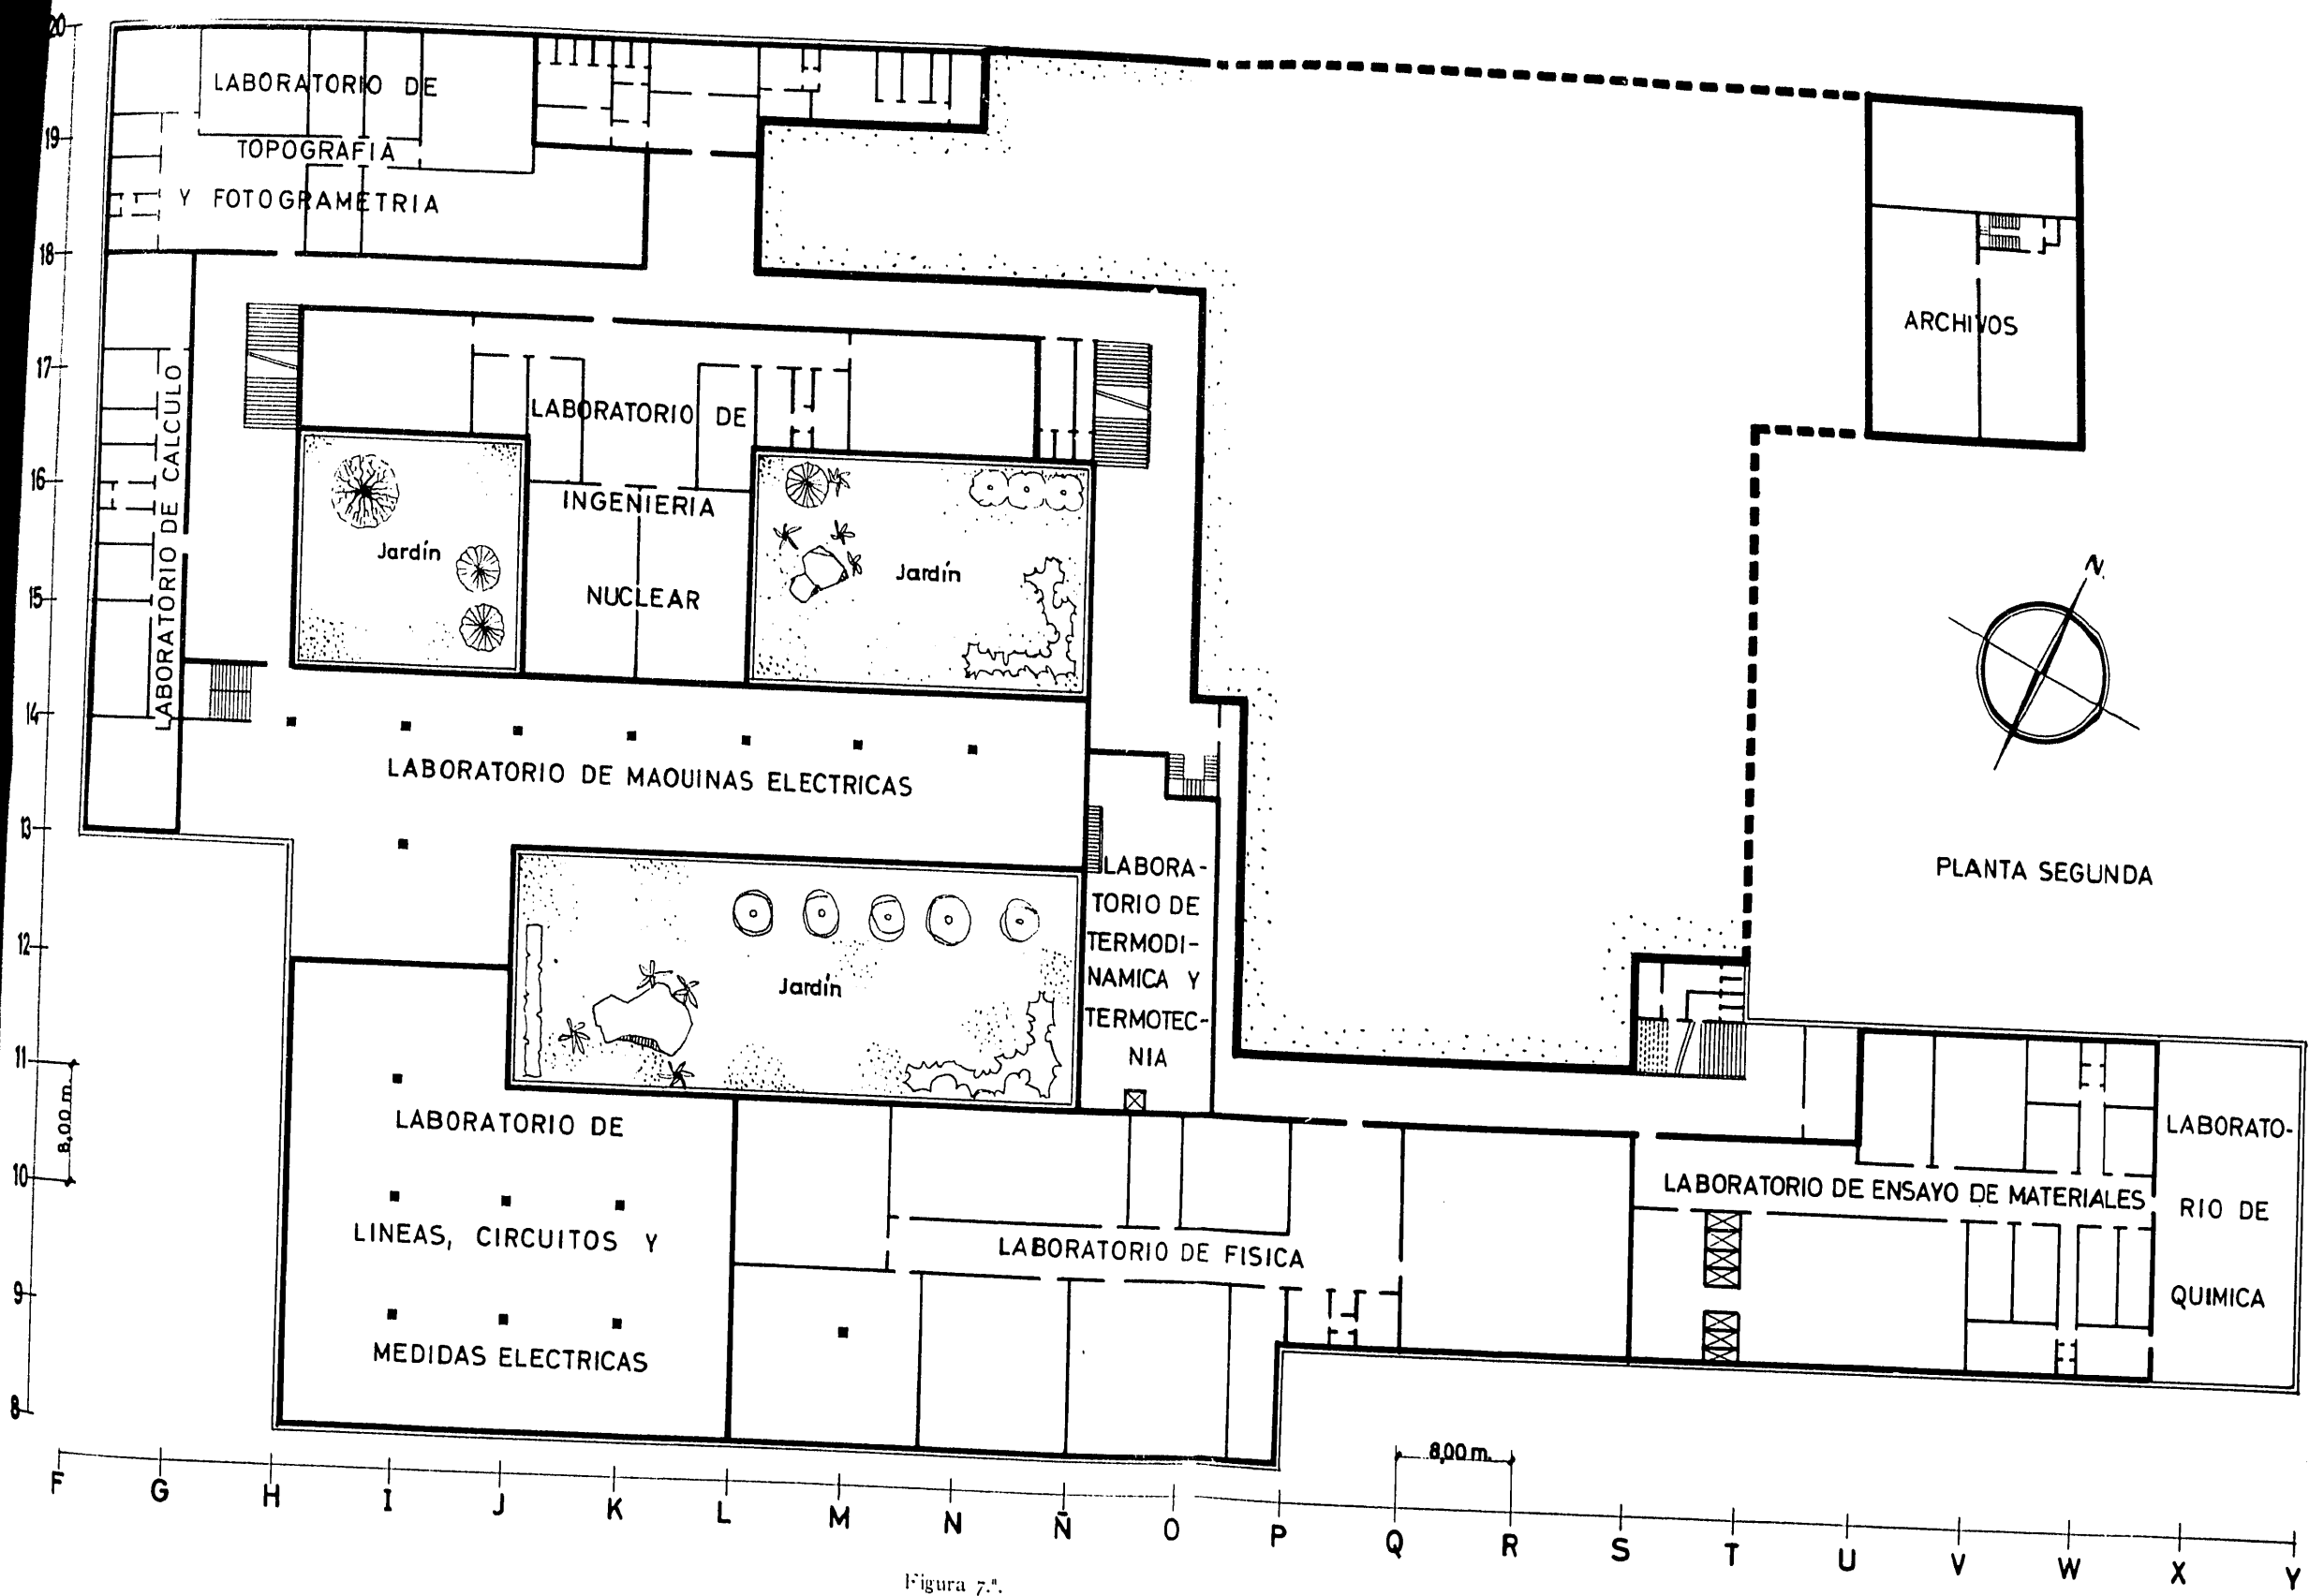 20
19
18
17
16
15
14
13
12
11
10
9
8
8,00 m.
LABORATORIO DE
TOPOGRAFIA
Y FOTOGRAMETRIA
LABORATORIO DE CALCULO
LABORATORIO DE
INGENIERIA
NUCLEAR
Jardín
Jardín
ARCHIVOS
N.
LABORATORIO DE MAQUINAS ELECTRICAS
LABORA-
TORIO DE
TERMODI-
NAMICA Y
TERMOTEC-
NIA
PLANTA SEGUNDA
Jardín
LABORATORIO DE
LINEAS, CIRCUITOS Y
MEDIDAS ELECTRICAS
LABORATORIO DE FISICA
LABORATORIO DE ENSAYO DE MATERIALES
LABORATO-
RIO DE
QUIMICA
8,00 m.
F G H I J K L M N Ñ O P Q R S T U V W X Y
Figura 7.ª.